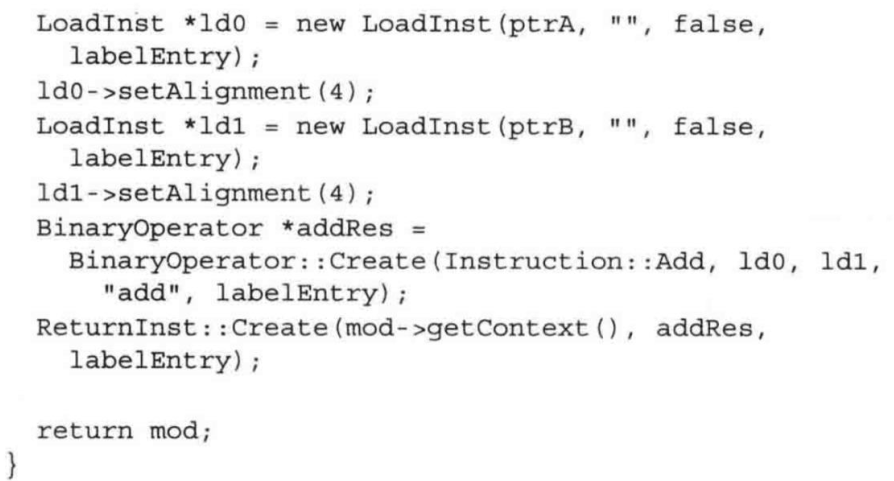 LoadInst *ld0 = new LoadInst(ptrA, "", false,
labelEntry);
ld0->setAlignment(4);
LoadInst *ld1 = new LoadInst(ptrB, "", false,
labelEntry);
ld1->setAlignment(4);
BinaryOperator *addRes =
BinaryOperator::Create(Instruction::Add, ld0, ld1,
"add", labelEntry);
ReturnInst::Create(mod->getContext(), addRes,
labelEntry);
return mod;
}